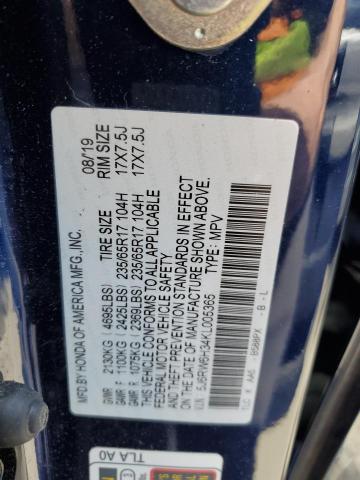 MFD.BY HONDA OF AMERICA MFG.,INC. 08/19
TIRE SIZE RIM SIZE
GVWR 2130KG (4695LBS)
GAWR F 1100KG (2425LBS) 235/65R17 104H 17X7.5J
GAWR R 1075KG (2369LBS) 235/65R17 104H 17X7.5J
THIS VEHICLE CONFORMS TO ALL APPLICABLE
FEDERAL MOTOR VEHICLE SAFETY
AND THEFT PREVENTION STANDARDS IN EFFECT
ON THE DATE OF MANUFACTURE SHOWN ABOVE.
V.I.N. 5J6RW6H34KL005365 TYPE: MPV
TLC X AA5 -B588PX -B-L
TLA A0